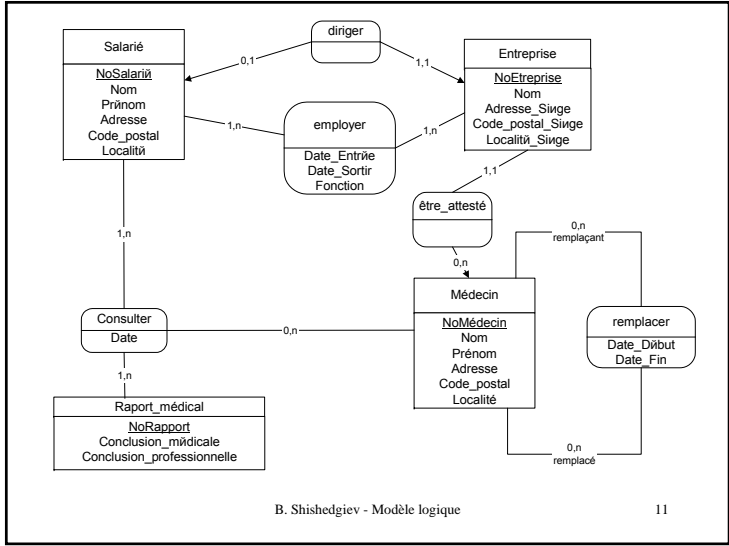 diriger
Salarié
NoSalariй
Nom
Prйnom
Adresse
Code_postal
Localitй
0,1
1,1
Entreprise
NoEtreprise
Nom
Adresse_Siиge
Code_postal_Siиge
Localitй_Siиge
1,n
employer
Date_Entrйe
Date_Sortir
Fonction
1,n
1,1
être_attesté
0,n
0,n
remplaçant
1,n
Médecin
NoMédecin
Nom
Prénom
Adresse
Code_postal
Localité
remplacer
Date_Dйbut
Date_Fin
Consulter
Date
0,n
1,n
Raport_médical
NoRapport
Conclusion_mйdicale
Conclusion_professionnelle
0,n
remplacé
B. Shishedgiev - Modèle logique
11